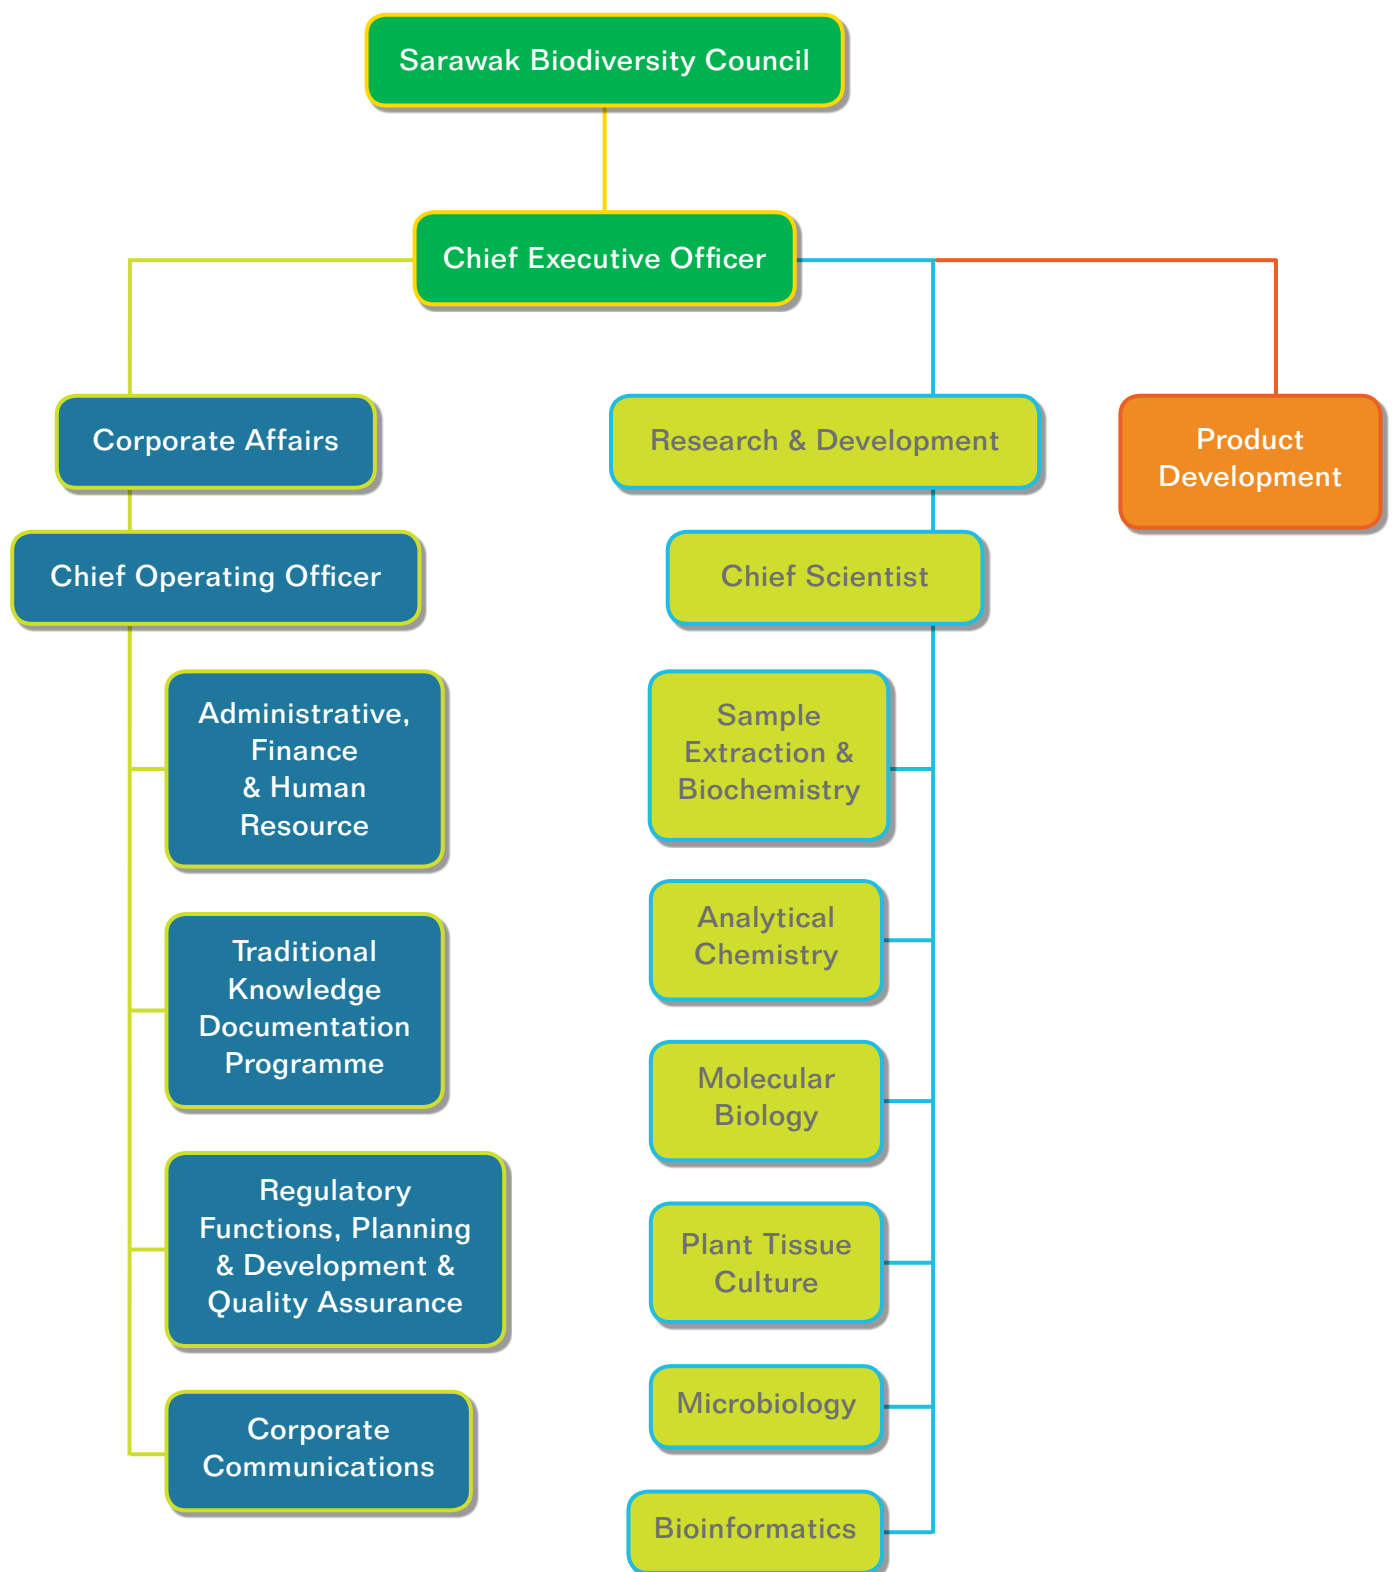 Sarawak Biodiversity Council
Chief Executive Officer
Corporate Affairs
Chief Operating Officer
Administrative,
Finance
& Human
Resource
Traditional
Knowledge
Documentation
Programme
Regulatory
Functions, Planning
& Development &
Quality Assurance
Corporate
Communications
Research & Development
Chief Scientist
Sample
Extraction &
Biochemistry
Analytical
Chemistry
Molecular
Biology
Plant Tissue
Culture
Microbiology
Bioinformatics
Product
Development